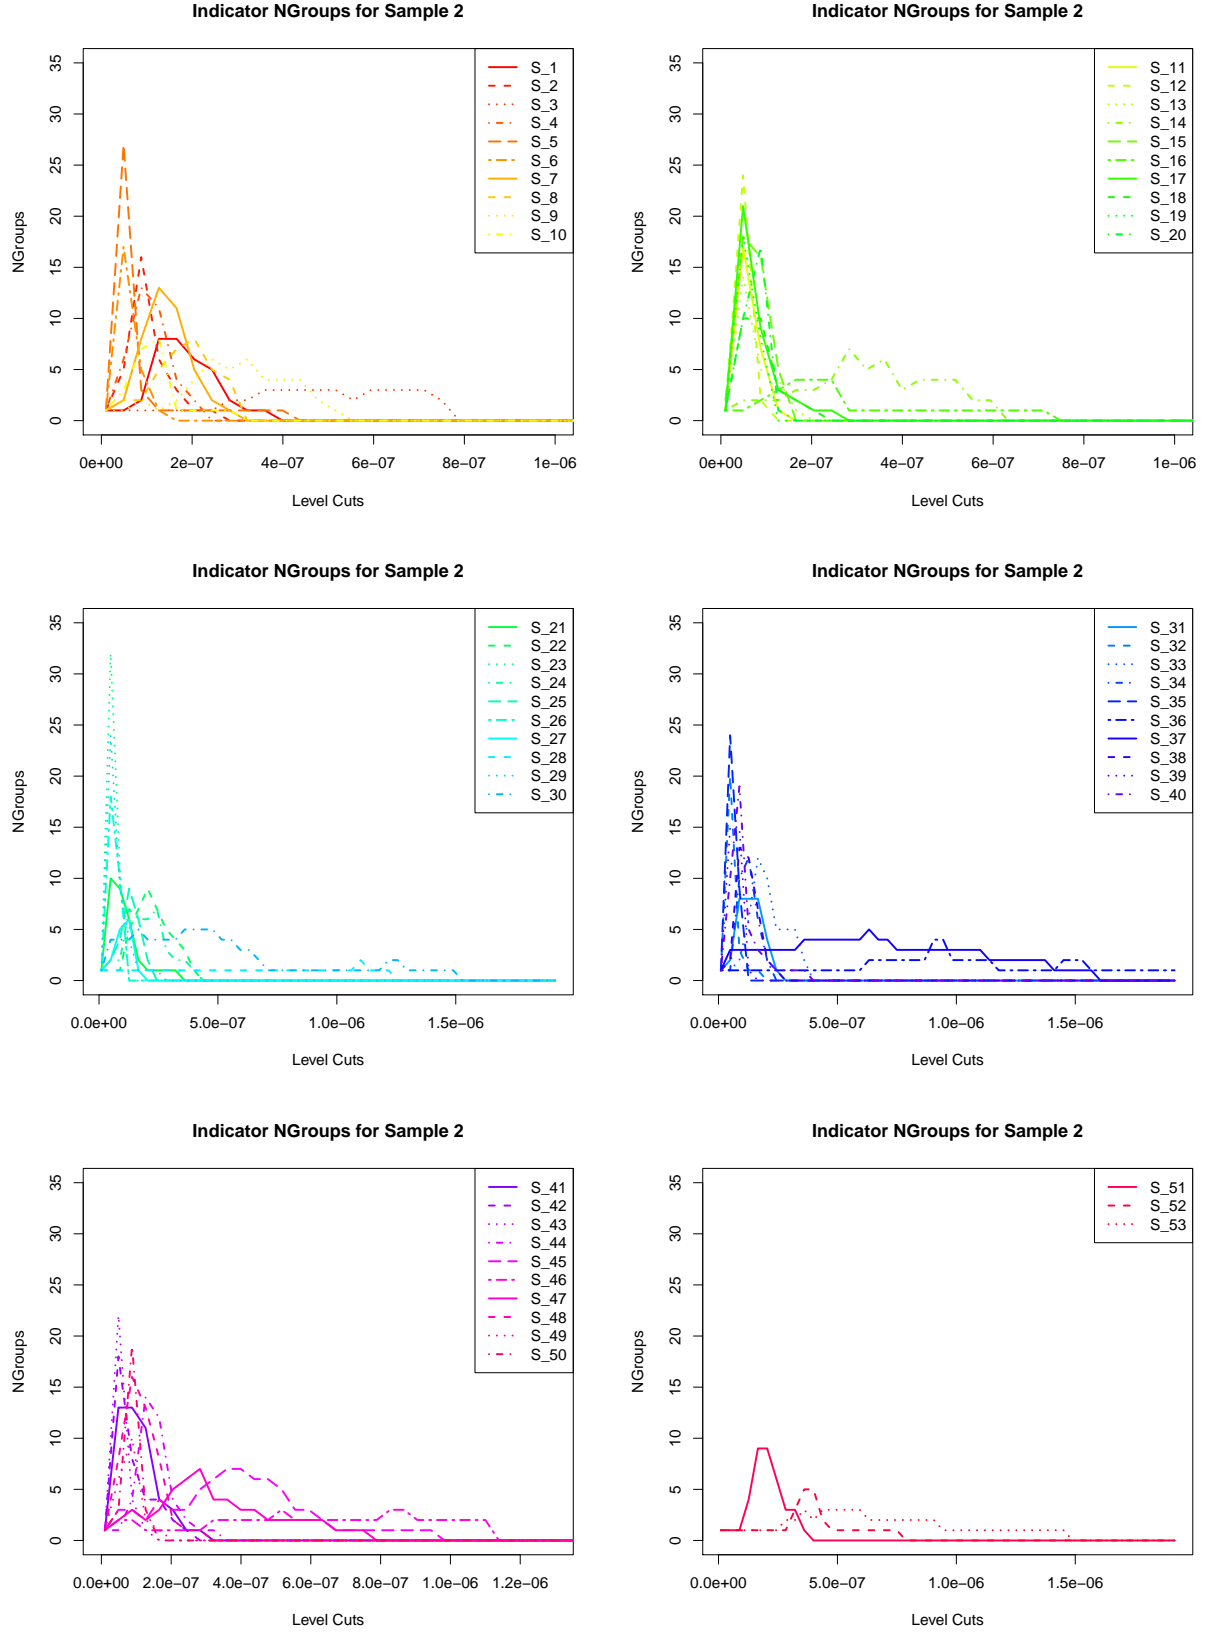 Indicator NGroups for Sample 2
NGroups
35
30
25
20
15
10
5
0
S_1
S_2
S_3
S_4
S_5
S_6
S_7
S_8
S_9
S_10
0e+00 2e−07 4e−07 6e−07 8e−07 1e−06
Level Cuts
Indicator NGroups for Sample 2
NGroups
35
30
25
20
15
10
5
0
S_11
S_12
S_13
S_14
S_15
S_16
S_17
S_18
S_19
S_20
0e+00 2e−07 4e−07 6e−07 8e−07 1e−06
Level Cuts
Indicator NGroups for Sample 2
NGroups
35
30
25
20
15
10
5
0
S_21
S_22
S_23
S_24
S_25
S_26
S_27
S_28
S_29
S_30
0.0e+00 5.0e−07 1.0e−06 1.5e−06
Level Cuts
Indicator NGroups for Sample 2
NGroups
35
30
25
20
15
10
5
0
S_31
S_32
S_33
S_34
S_35
S_36
S_37
S_38
S_39
S_40
0.0e+00 5.0e−07 1.0e−06 1.5e−06
Level Cuts
Indicator NGroups for Sample 2
NGroups
35
30
25
20
15
10
5
0
S_41
S_42
S_43
S_44
S_45
S_46
S_47
S_48
S_49
S_50
0.0e+00 2.0e−07 4.0e−07 6.0e−07 8.0e−07 1.0e−06 1.2e−06
Level Cuts
Indicator NGroups for Sample 2
NGroups
35
30
25
20
15
10
5
0
S_51
S_52
S_53
0.0e+00 5.0e−07 1.0e−06 1.5e−06
Level Cuts